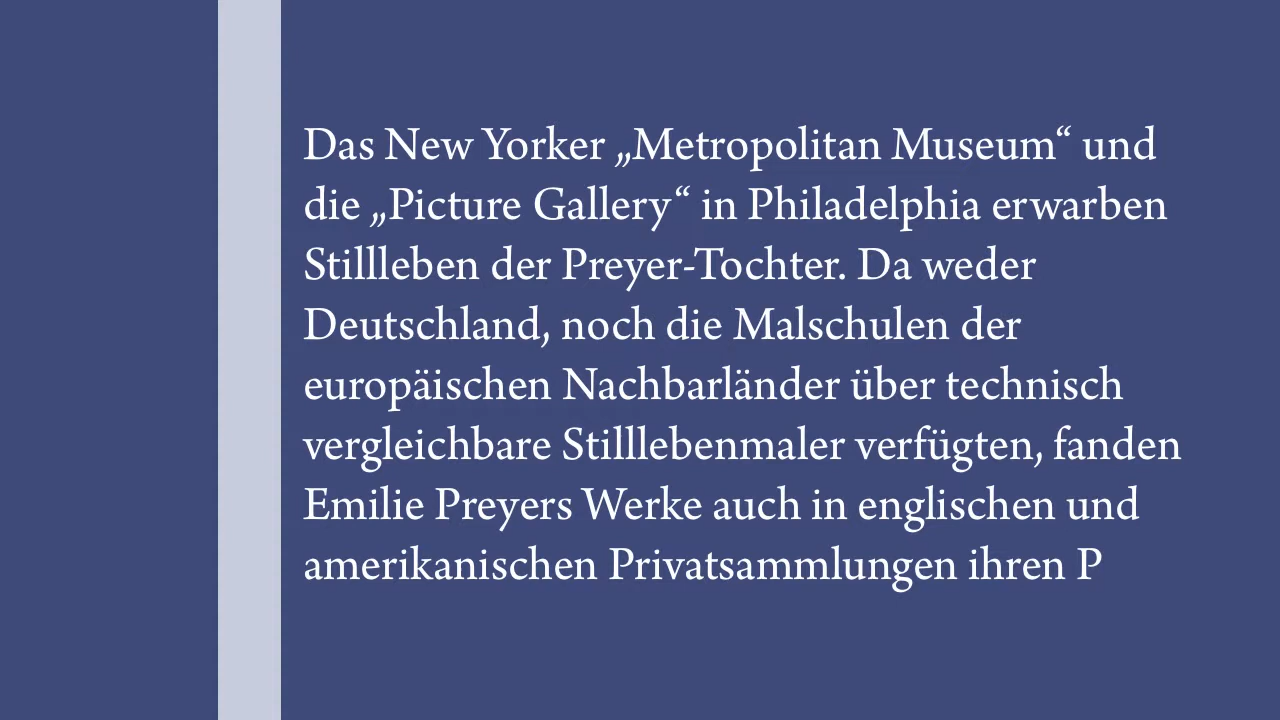 Das New Yorker „Metropolitan Museum“ und
die „Picture Gallery“ in Philadelphia erwarben
Stillleben der Preyer-Tochter. Da weder
Deutschland, noch die Malschulen der
europäischen Nachbarländer über technisch
vergleichbare Stilllebenmaler verfügten, fanden
Emilie Preyers Werke auch in englischen und
amerikanischen Privatsammlungen ihren P